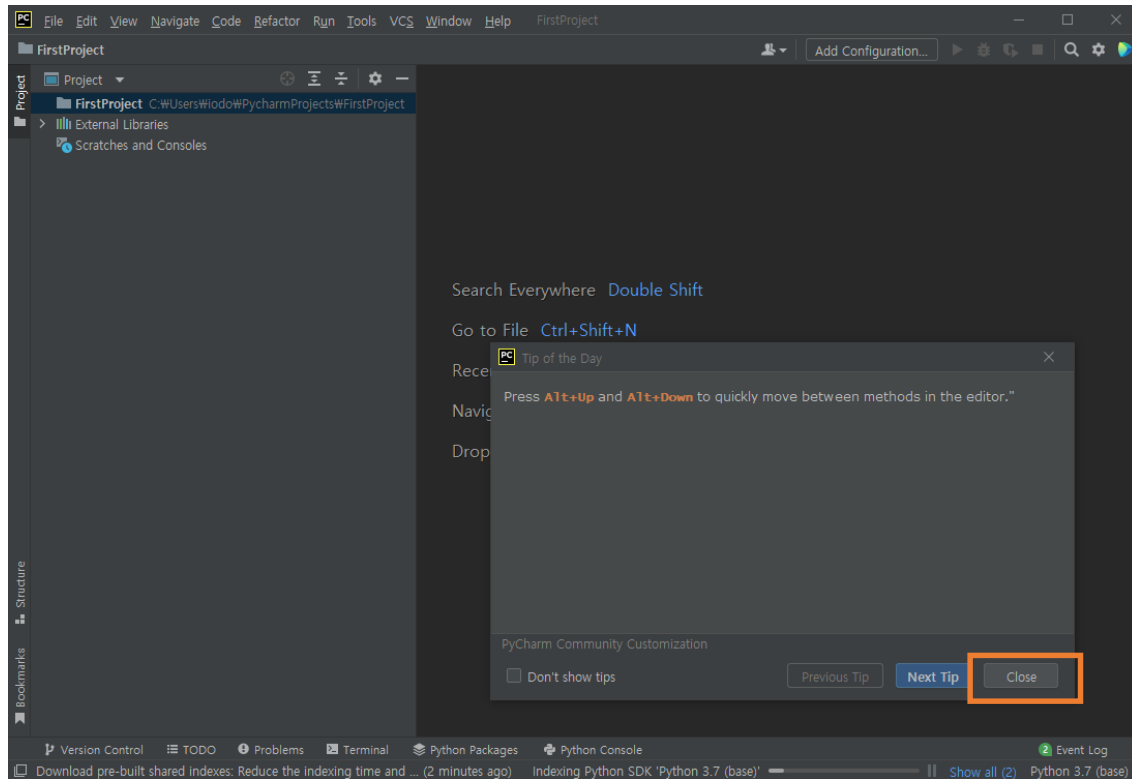 PC File Edit View Navigate Code Refactor Run Tools VCS Window Help FirstProject
FirstProject Add Configuration...
Project Project
FirstProject C:₩Users₩iodo₩PycharmProjects₩FirstProject
External Libraries
Scratches and Consoles
Search Everywhere Double Shift
Go to File Ctrl+Shift+N
Rece
Navig
Drop
PC Tip of the Day
Press Alt+Up and Alt+Down to quickly move between methods in the editor."
PyCharm Community Customization
Don't show tips Previous Tip Next Tip Close
Structure
Bookmarks
Version Control TODO Problems Terminal Python Packages Python Console 2 Event Log
Download pre-built shared indexes: Reduce the indexing time and ... (2 minutes ago) Indexing Python SDK 'Python 3.7 (base)' Show all (2) Python 3.7 (base)